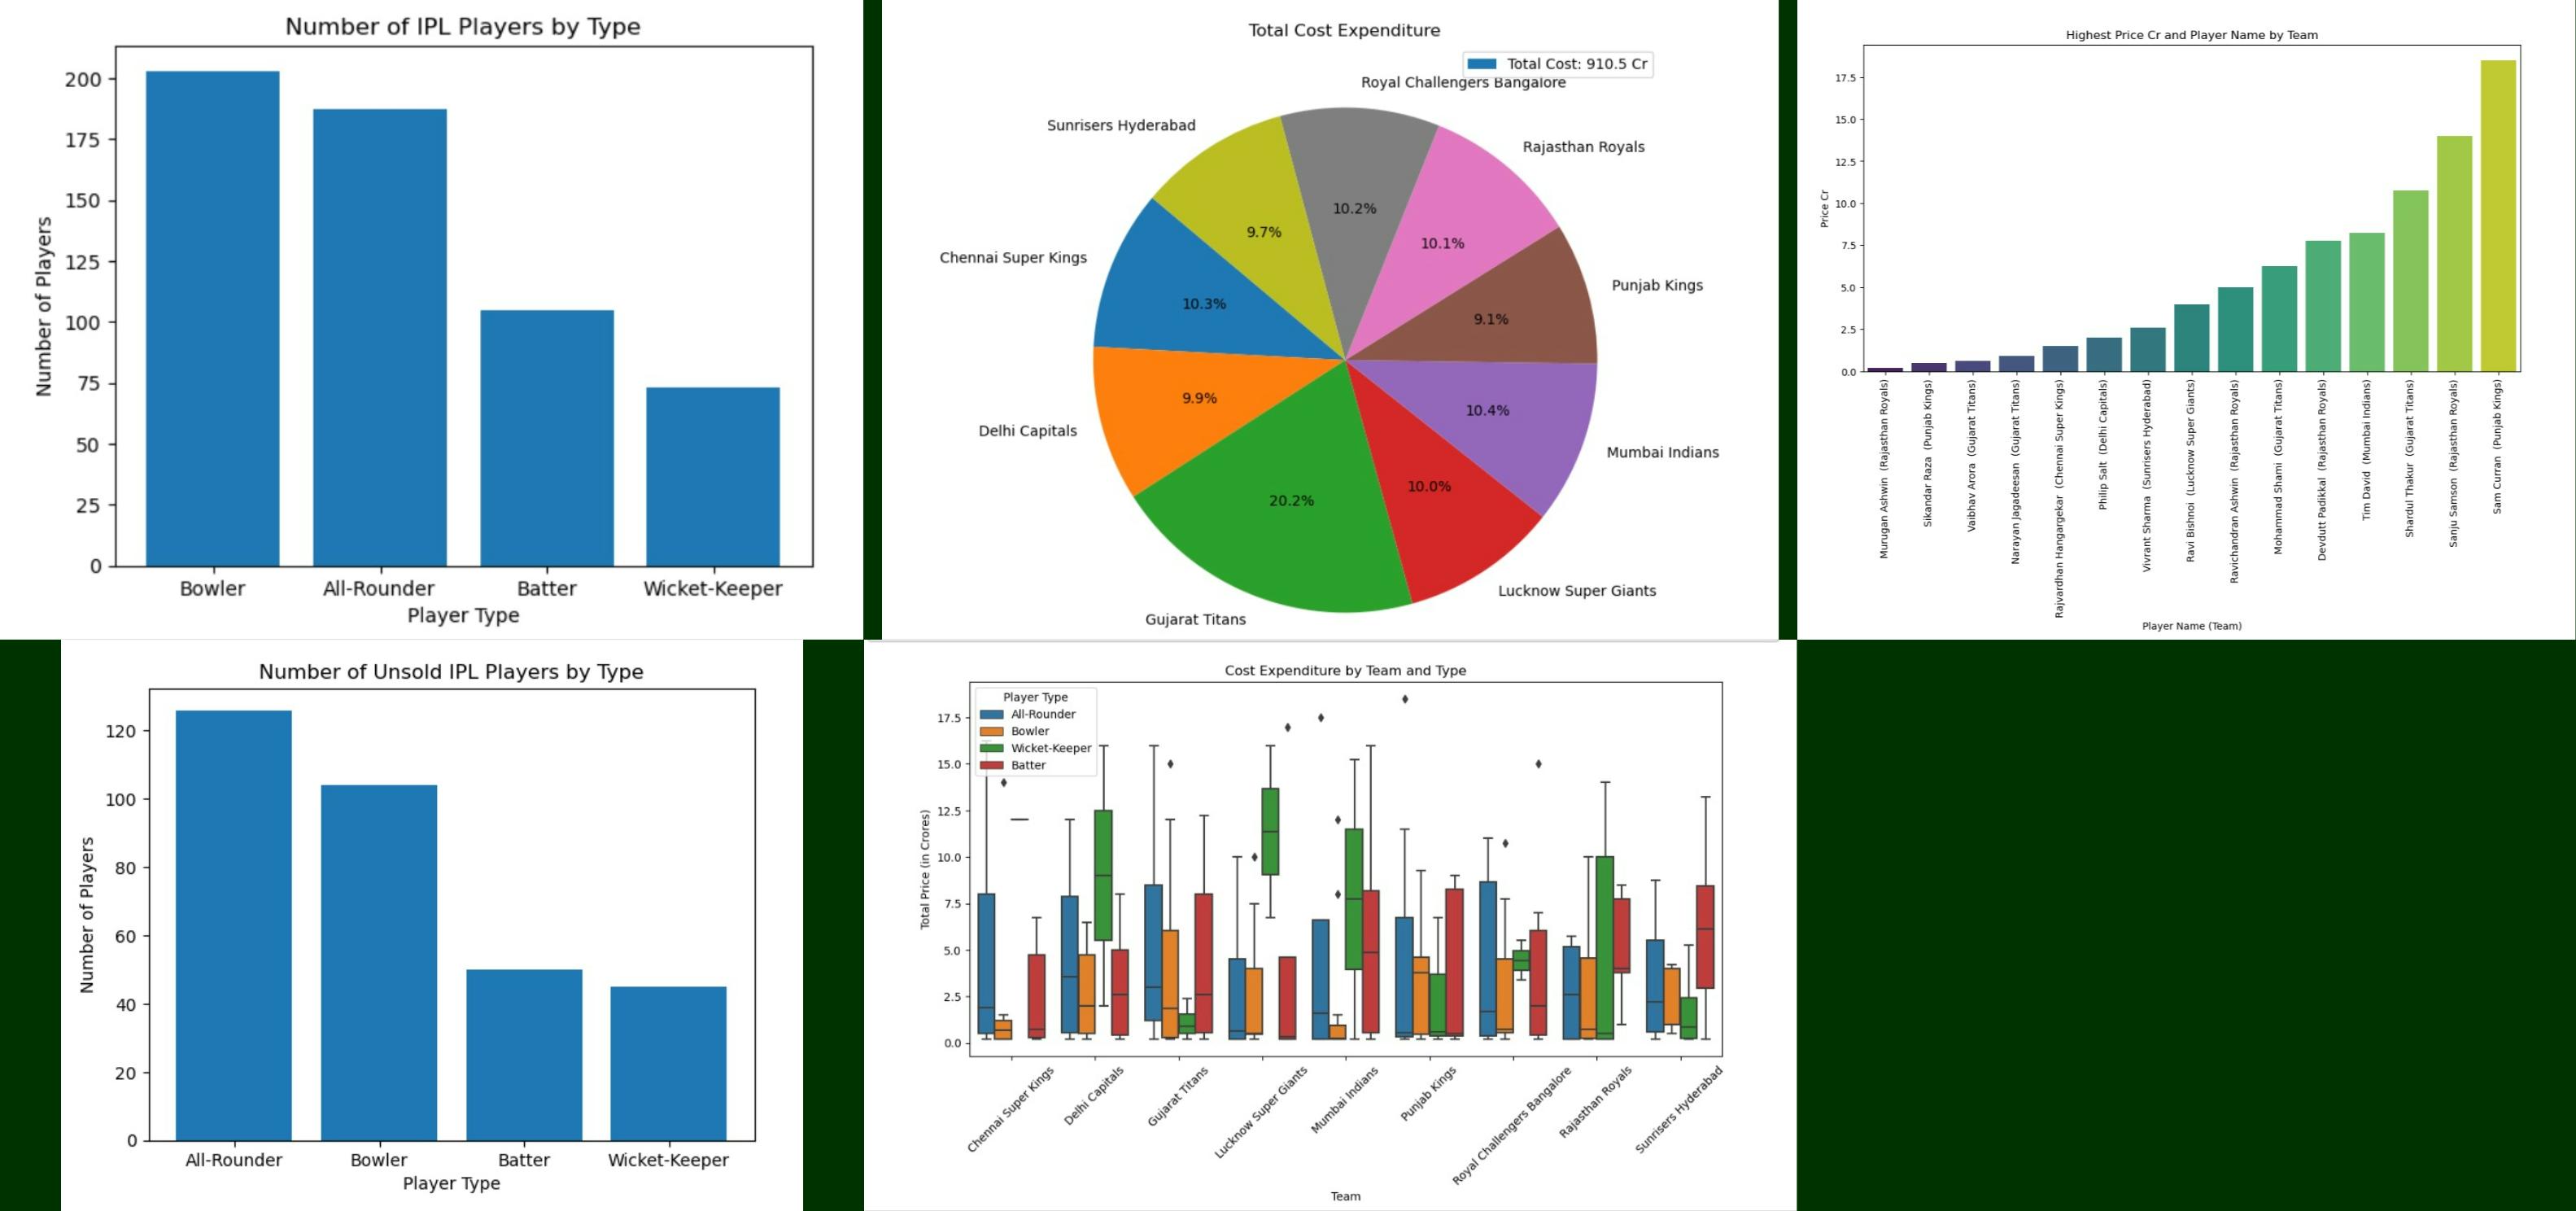 Number of IPL Players by Type
200
175
150
125
100
75
50
25
0
Number of Players
Bowler All-Rounder Batter Wicket-Keeper
Player Type
Total Cost Expenditure
Total Cost: 910.5 Cr
Royal Challengers Bangalore
Sunrisers Hyderabad
Rajasthan Royals
Chennai Super Kings
Punjab Kings
Delhi Capitals
Mumbai Indians
Lucknow Super Giants
Gujarat Titans
10.2%
9.7%
10.1%
10.3%
9.1%
9.9%
10.4%
10.0%
20.2%
Highest Price Cr and Player Name by Team
17.5
15.0
12.5
10.0
7.5
5.0
2.5
0.0
Price Cr
Murugan Ashwin (Rajasthan Royals)
Sikandar Raza (Punjab Kings)
Vaibhav Arora (Gujarat Titans)
Narayan Jagadeesan (Gujarat Titans)
Rajvardhan Hangargekar (Chennai Super Kings)
Philip Salt (Delhi Capitals)
Vivrant Sharma (Sunrisers Hyderabad)
Ravi Bishnoi (Lucknow Super Giants)
Ravichandran Ashwin (Rajasthan Royals)
Mohammad Shami (Gujarat Titans)
Devdutt Padikkal (Rajasthan Royals)
Tim David (Mumbai Indians)
Shardul Thakur (Gujarat Titans)
Sanju Samson (Rajasthan Royals)
Sam Curran (Punjab Kings)
Player Name (Team)
Number of Unsold IPL Players by Type
120
100
80
60
40
20
0
Number of Players
All-Rounder Bowler Batter Wicket-Keeper
Player Type
Cost Expenditure by Team and Type
Player Type
All-Rounder
Bowler
Wicket-Keeper
Batter
17.5
15.0
12.5
10.0
7.5
5.0
2.5
0.0
Total Price (in Crores)
Chennai Super Kings
Delhi Capitals
Gujarat Titans
Lucknow Super Giants
Mumbai Indians
Punjab Kings
Royal Challengers Bangalore
Rajasthan Royals
Sunrisers Hyderabad
Team